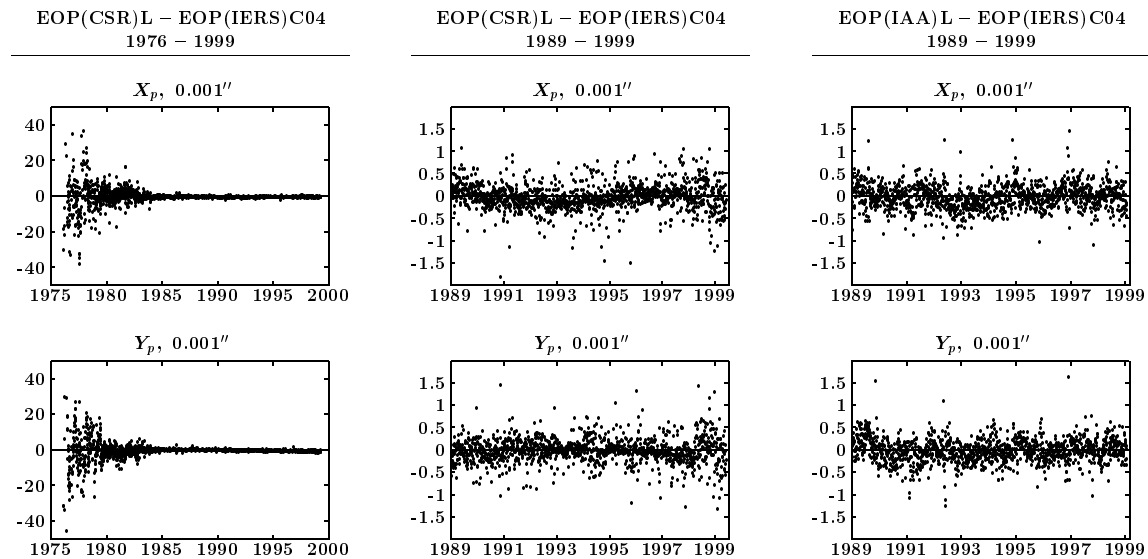 EOP(CSR)L – EOP(IERS)C04 EOP(CSR)L – EOP(IERS)C04 EOP(IAA)L – EOP(IERS)C04
1976 – 1999 1989 – 1999 1989 – 1999
Xp, 0.001″ Xp, 0.001″ Xp, 0.001″
40 1.5 1.5
1 1
20 0.5 0.5
0 0 0
-20 -0.5 -0.5
-1 -1
-40 -1.5 -1.5
1975 1980 1985 1990 1995 2000 1989 1991 1993 1995 1997 1999 1989 1991 1993 1995 1997 1999
Yp, 0.001″ Yp, 0.001″ Yp, 0.001″
40 1.5 1.5
1 1
20 0.5 0.5
0 0 0
-20 -0.5 -0.5
-1 -1
-40 -1.5 -1.5
1975 1980 1985 1990 1995 2000 1989 1991 1993 1995 1997 1999 1989 1991 1993 1995 1997 1999